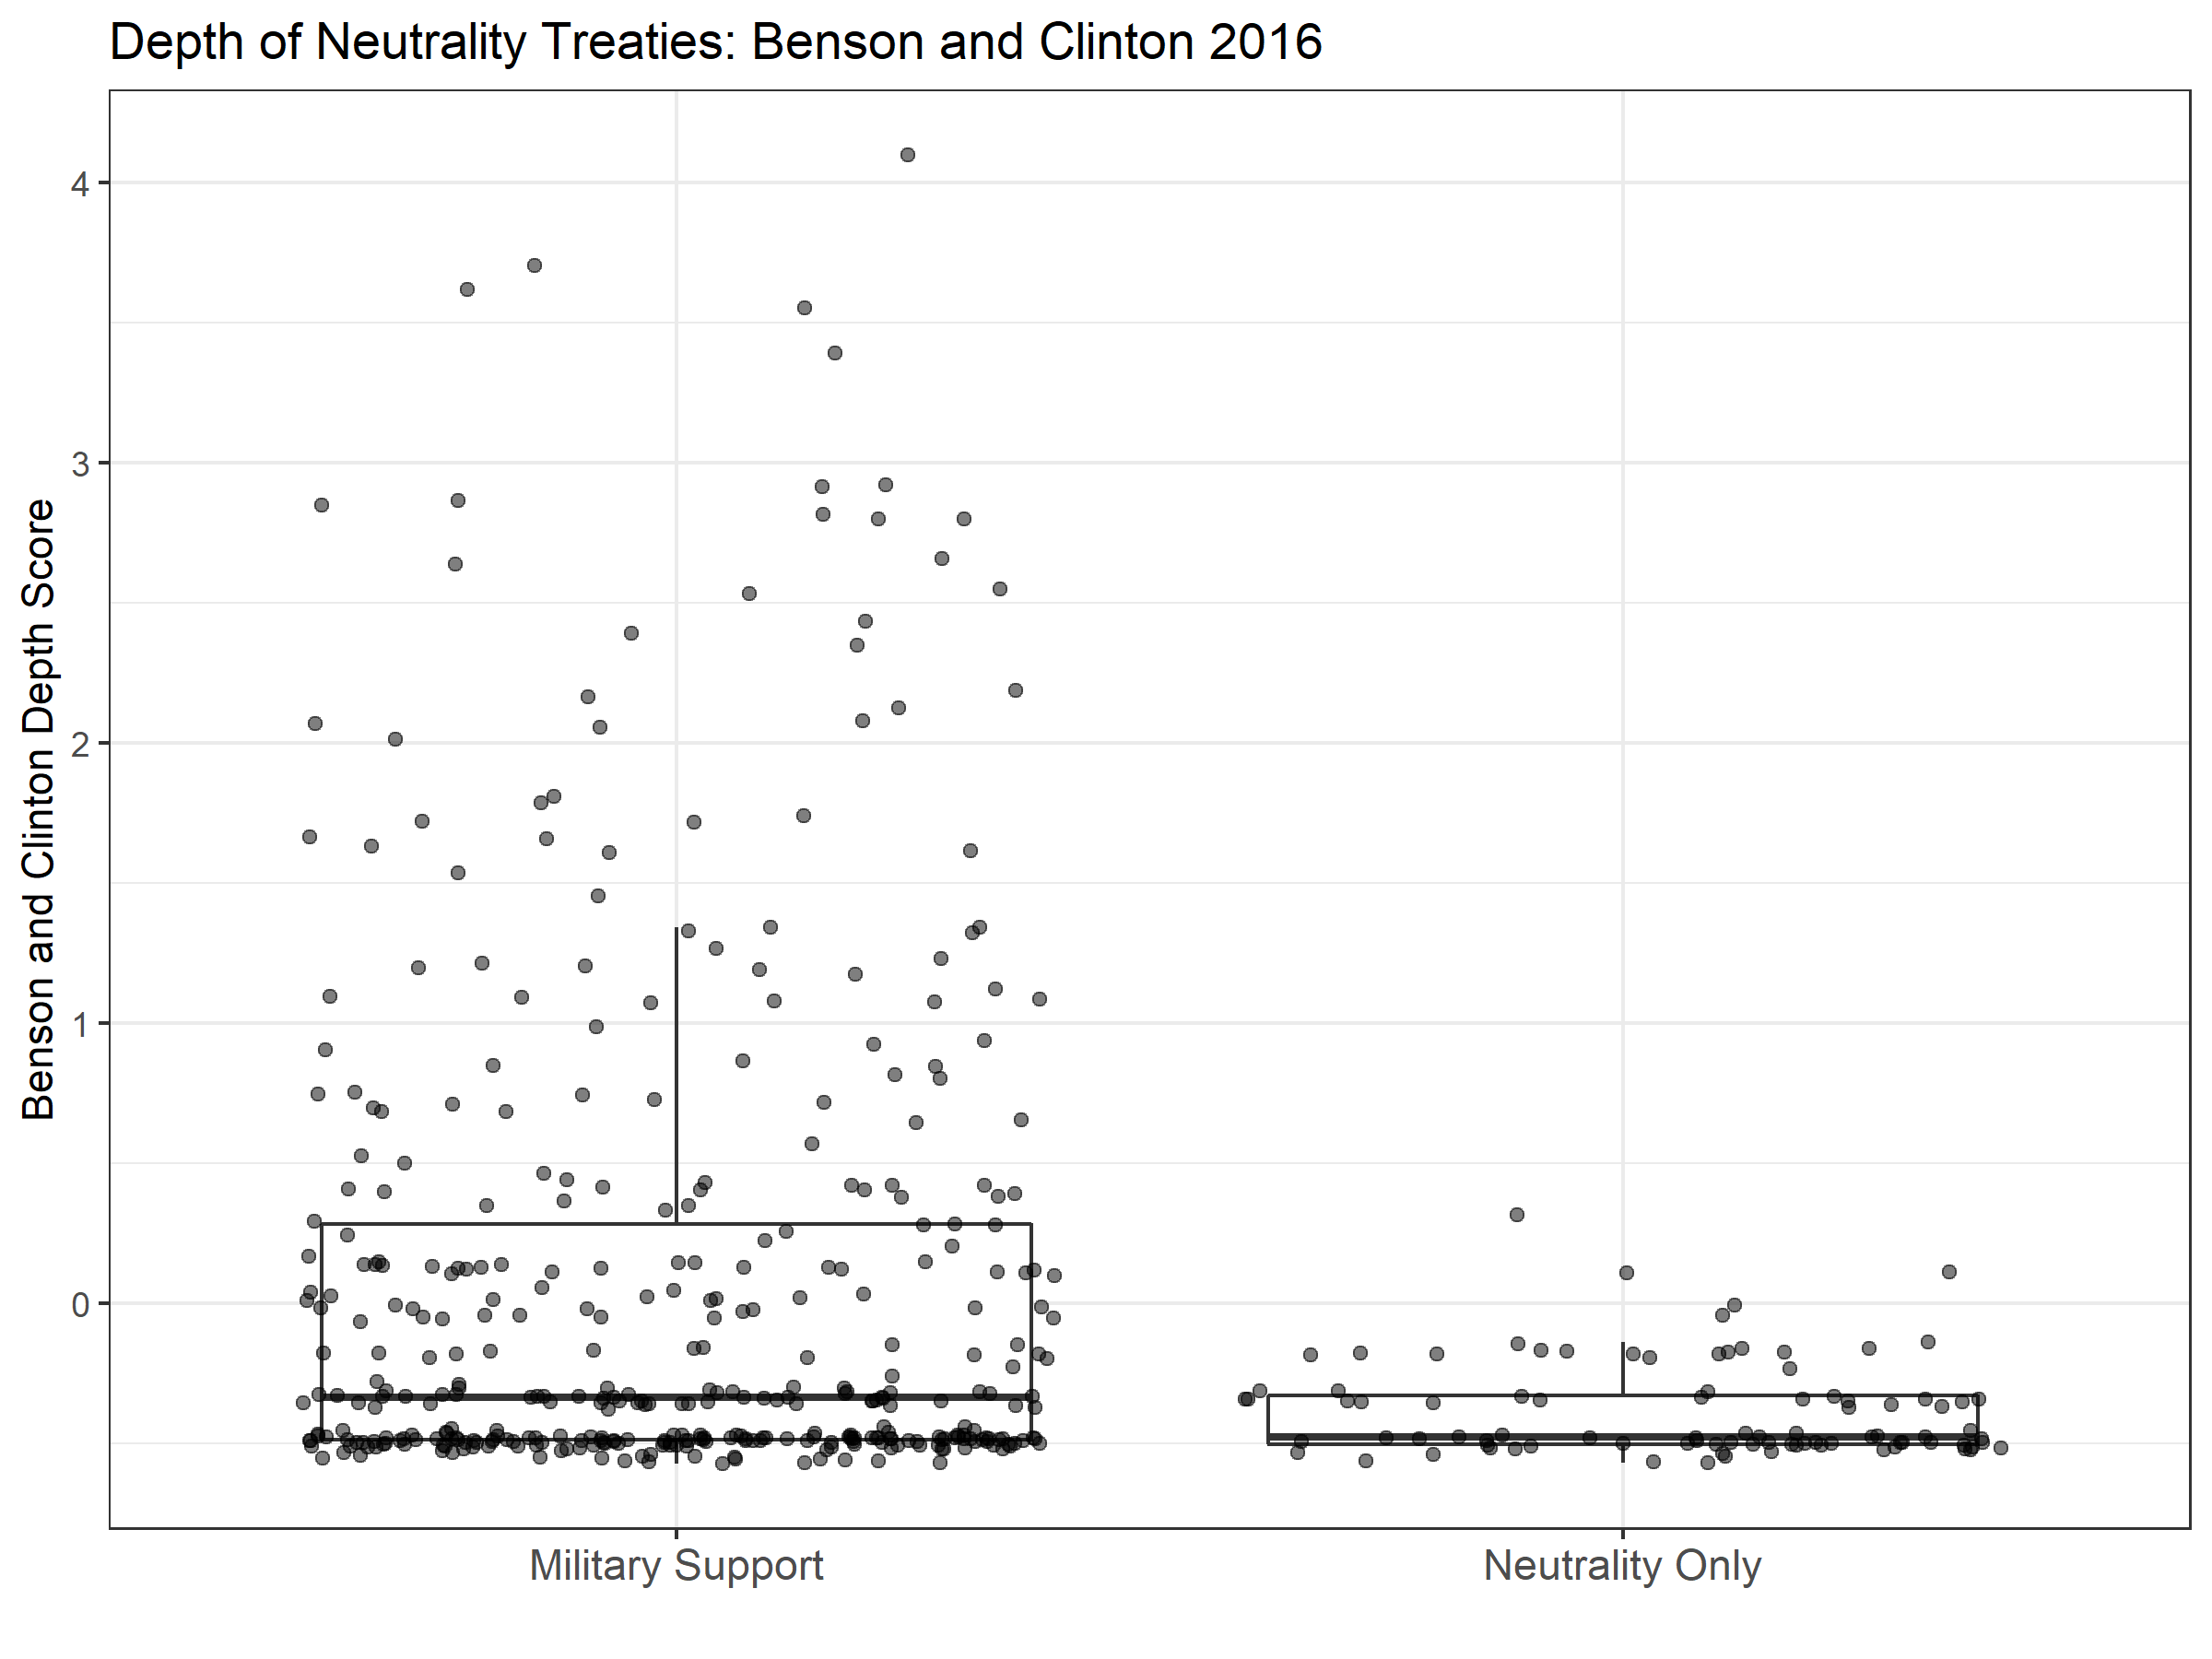 Depth of Neutrality Treaties: Benson and Clinton 2016
Benson and Clinton Depth Score
4
3
2
1
0
Military Support
Neutrality Only